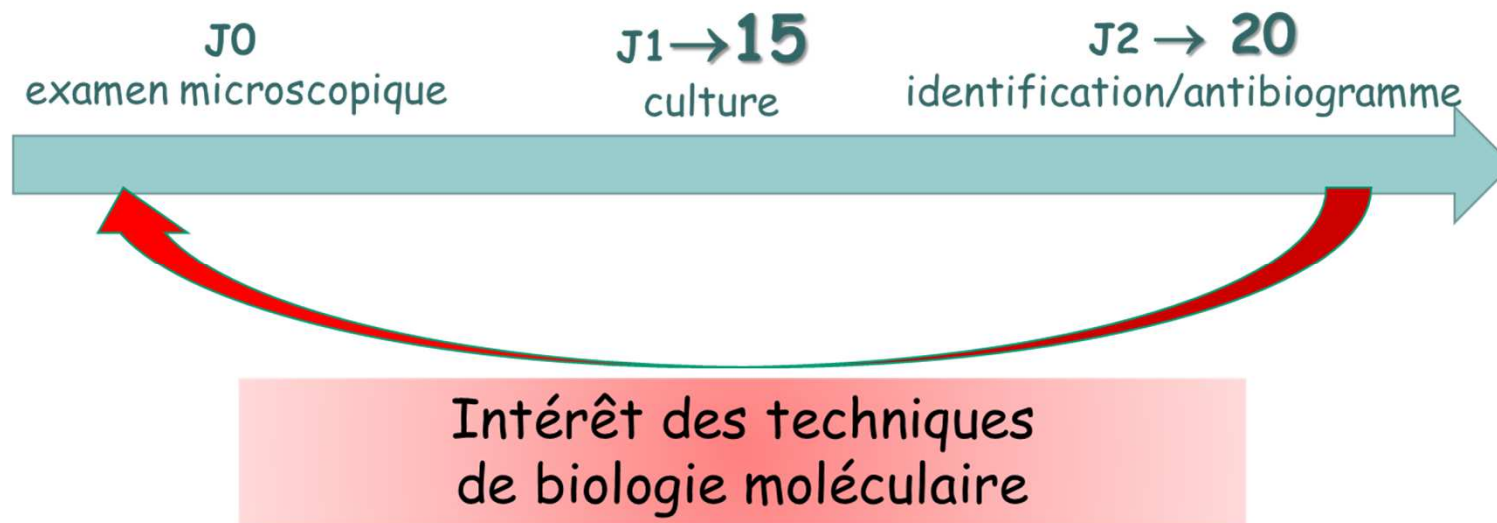 J0
examen microscopique
J1→15
culture
J2 → 20
identification/antibiogramme
Intérêt des techniques
de biologie moléculaire